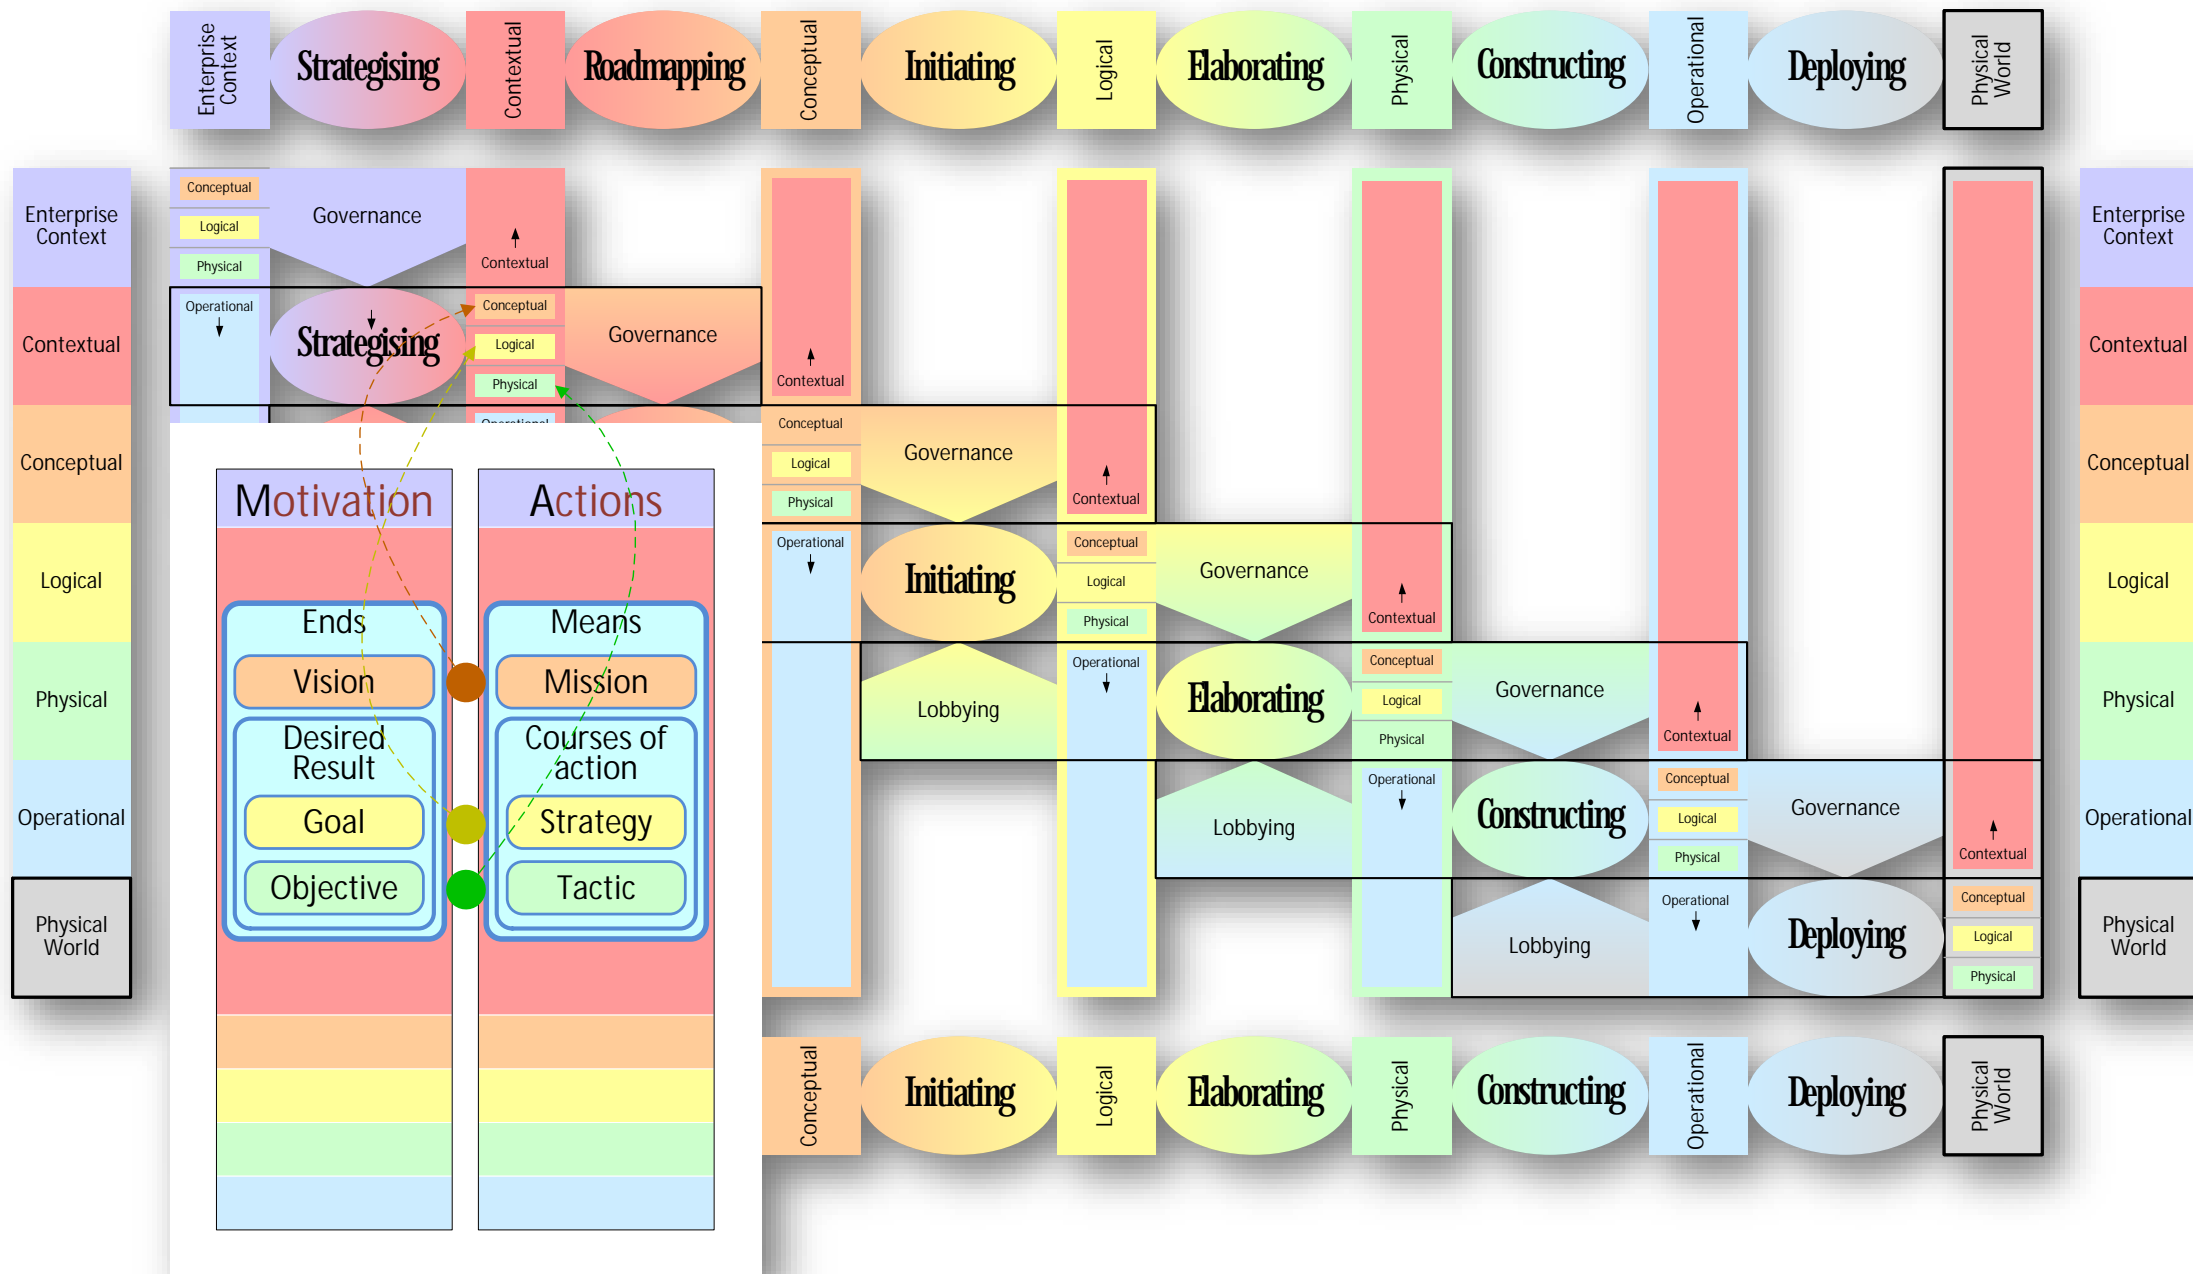 Enterprise
Context
Strategising
Contextual
Roadmapping
Conceptual
Initiating
Logical
Elaborating
Physical
Constructing
Operational
Deploying
Physical
World
Enterprise
Context
Contextual
Conceptual
Logical
Physical
Operational
Physical
World
Conceptual
Logical
Physical
Operational
Governance
Strategising
Contextual
Conceptual
Logical
Physical
Operational
Governance
Contextual
Conceptual
Logical
Physical
Operational
Governance
Initiating
Lobbying
Contextual
Conceptual
Logical
Physical
Operational
Governance
Elaborating
Lobbying
Contextual
Conceptual
Logical
Physical
Operational
Governance
Constructing
Lobbying
Contextual
Conceptual
Logical
Physical
Operational
Governance
Deploying
Contextual
Conceptual
Logical
Physical
Enterprise
Context
Contextual
Conceptual
Logical
Physical
Operational
Physical
World
Motivation
Ends
Vision
Desired
Result
Goal
Objective
Actions
Means
Mission
Courses of
action
Strategy
Tactic
Conceptual
Initiating
Logical
Elaborating
Physical
Constructing
Operational
Deploying
Physical
World